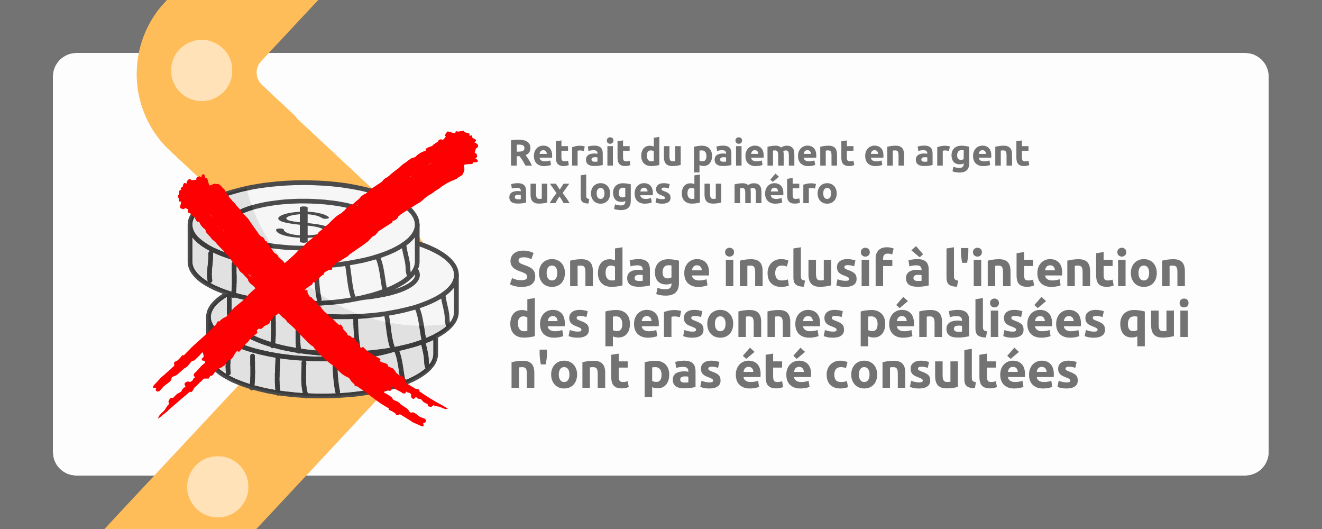 Retrait du paiement en argent
aux loges du métro
Sondage inclusif à l'intention
des personnes pénalisées qui
n'ont pas été consultées
$